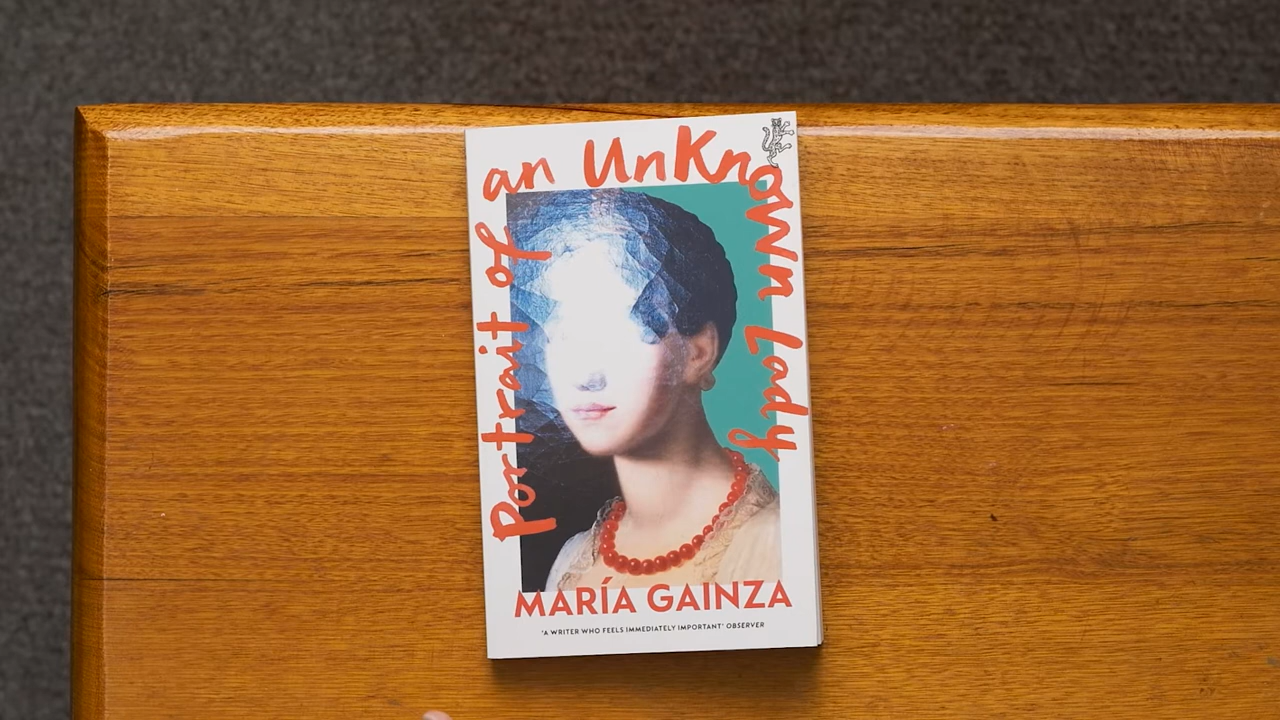 Portrait of an UnKnown Lady
MARÍA GAINZA
'A WRITER WHO FEELS IMMEDIATELY IMPORTANT' OBSERVER